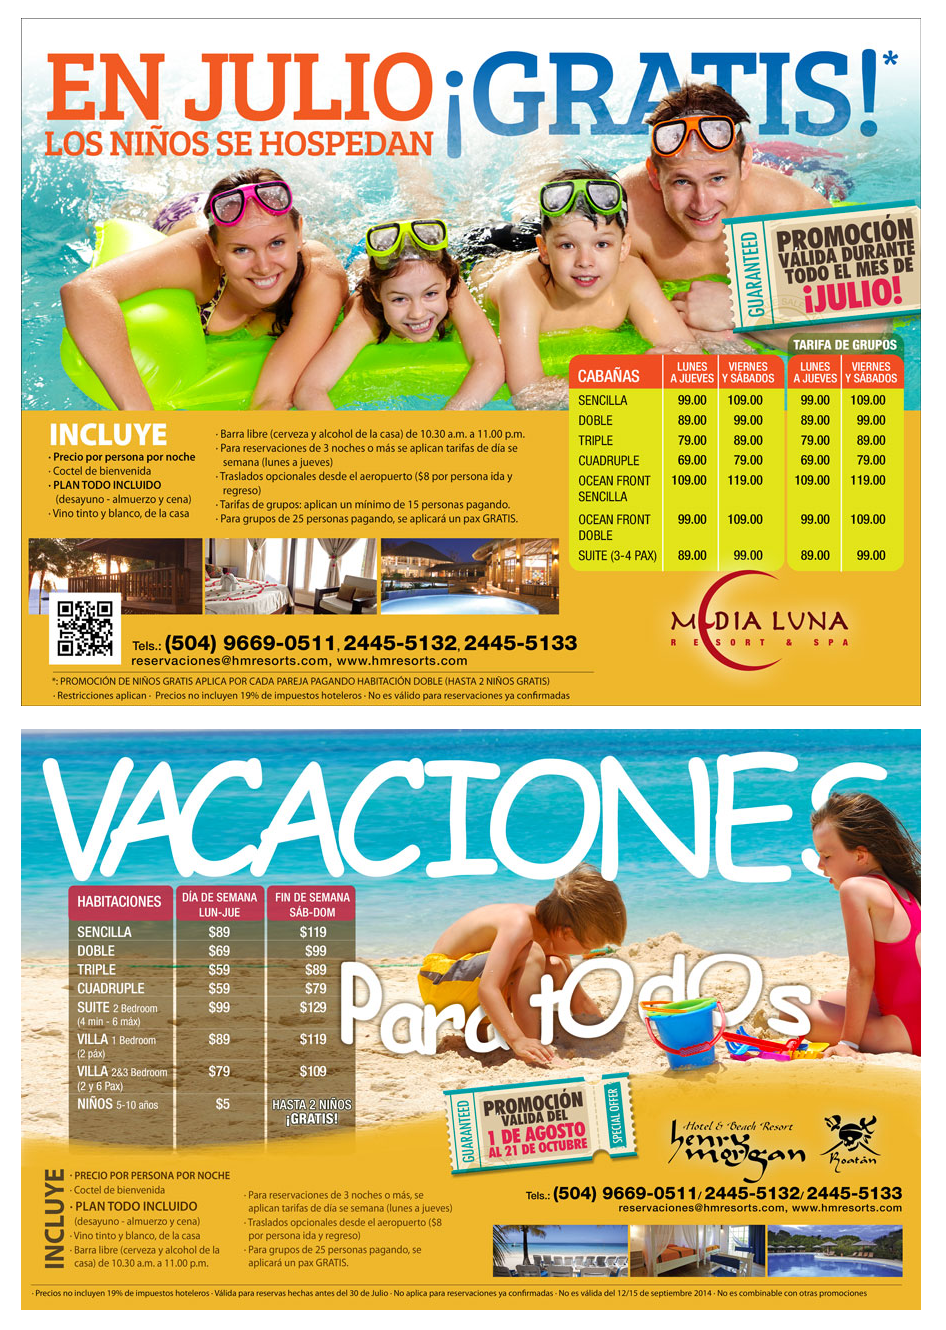 EN JULIO ¡GRATIS!*
LOS NIÑOS SE HOSPEDAN
GUARANTEED
PROMOCIÓN
VÁLIDA DURANTE
TODO EL MES DE
¡JULIO!
TARIFA DE GRUPOS
CABAÑAS LUNES A JUEVES VIERNES Y SÁBADOS LUNES A JUEVES VIERNES Y SÁBADOS
SENCILLA 99.00 109.00 99.00 109.00
DOBLE 89.00 99.00 89.00 99.00
TRIPLE 79.00 89.00 79.00 89.00
CUADRUPLE 69.00 79.00 69.00 79.00
OCEAN FRONT 109.00 119.00 109.00 119.00
SENCILLA
OCEAN FRONT 99.00 109.00 99.00 109.00
DOBLE
SUITE (3-4 PAX) 89.00 99.00 89.00 99.00
INCLUYE
· Precio por persona por noche
· Coctel de bienvenida
· PLAN TODO INCLUIDO
(desayuno - almuerzo y cena)
· Vino tinto y blanco, de la casa
· Barra libre (cerveza y alcohol de la casa) de 10.30 a.m. a 11.00 p.m.
· Para reservaciones de 3 noches o más se aplican tarifas de día se
semana (lunes a jueves)
· Traslados opcionales desde el aeropuerto ($8 por persona ida y
regreso)
· Tarifas de grupos: aplican un mínimo de 15 personas pagando.
· Para grupos de 25 personas pagando, se aplicará un pax GRATIS.
MEDIA LUNA
RESORT & SPA
Tels.: (504) 9669-0511, 2445-5132, 2445-5133
reservaciones@hmresorts.com, www.hmresorts.com
*: PROMOCIÓN DE NIÑOS GRATIS APLICA POR CADA PAREJA PAGANDO HABITACIÓN DOBLE (HASTA 2 NIÑOS GRATIS)
· Restricciones aplican · Precios no incluyen 19% de impuestos hoteleros · No es válido para reservaciones ya confirmadas
VACACIONES
Para todos
HABITACIONES DÍA DE SEMANA LUN-JUE FIN DE SEMANA SÁB-DOM
SENCILLA $89 $119
DOBLE $69 $99
TRIPLE $59 $89
CUADRUPLE $59 $79
SUITE 2 Bedroom $99 $129
(4 min - 6 máx)
VILLA 1 Bedroom $89 $119
(2 páx)
VILLA 2&3 Bedroom $79 $109
(2 y 6 Pax)
NIÑOS 5-10 años $5 HASTA 2 NIÑOS
¡GRATIS!
GUARANTEED
PROMOCIÓN
VALIDA DEL
1 DE AGOSTO
AL 21 DE OCTUBRE
SPECIAL OFFER
Hotel & Beach Resort
henry morgan
Roatán
Tels.: (504) 9669-0511/ 2445-5132/ 2445-5133
reservaciones@hmresorts.com, www.hmresorts.com
INCLUYE
· PRECIO POR PERSONA POR NOCHE
· Coctel de bienvenida
· PLAN TODO INCLUIDO
(desayuno - almuerzo y cena)
· Vino tinto y blanco, de la casa
· Barra libre (cerveza y alcohol de la
casa) de 10.30 a.m. a 11.00 p.m.
· Para reservaciones de 3 noches o más, se
aplican tarifas de día se semana (lunes a jueves)
· Traslados opcionales desde el aeropuerto ($8
por persona ida y regreso)
· Para grupos de 25 personas pagando, se
aplicará un pax GRATIS.
· Precios no incluyen 19% de impuestos hoteleros · Válida para reservas hechas antes del 30 de Julio · No aplica para reservaciones ya confirmadas · No es válida del 12/15 de septiembre 2014 · No es combinable con otras promociones